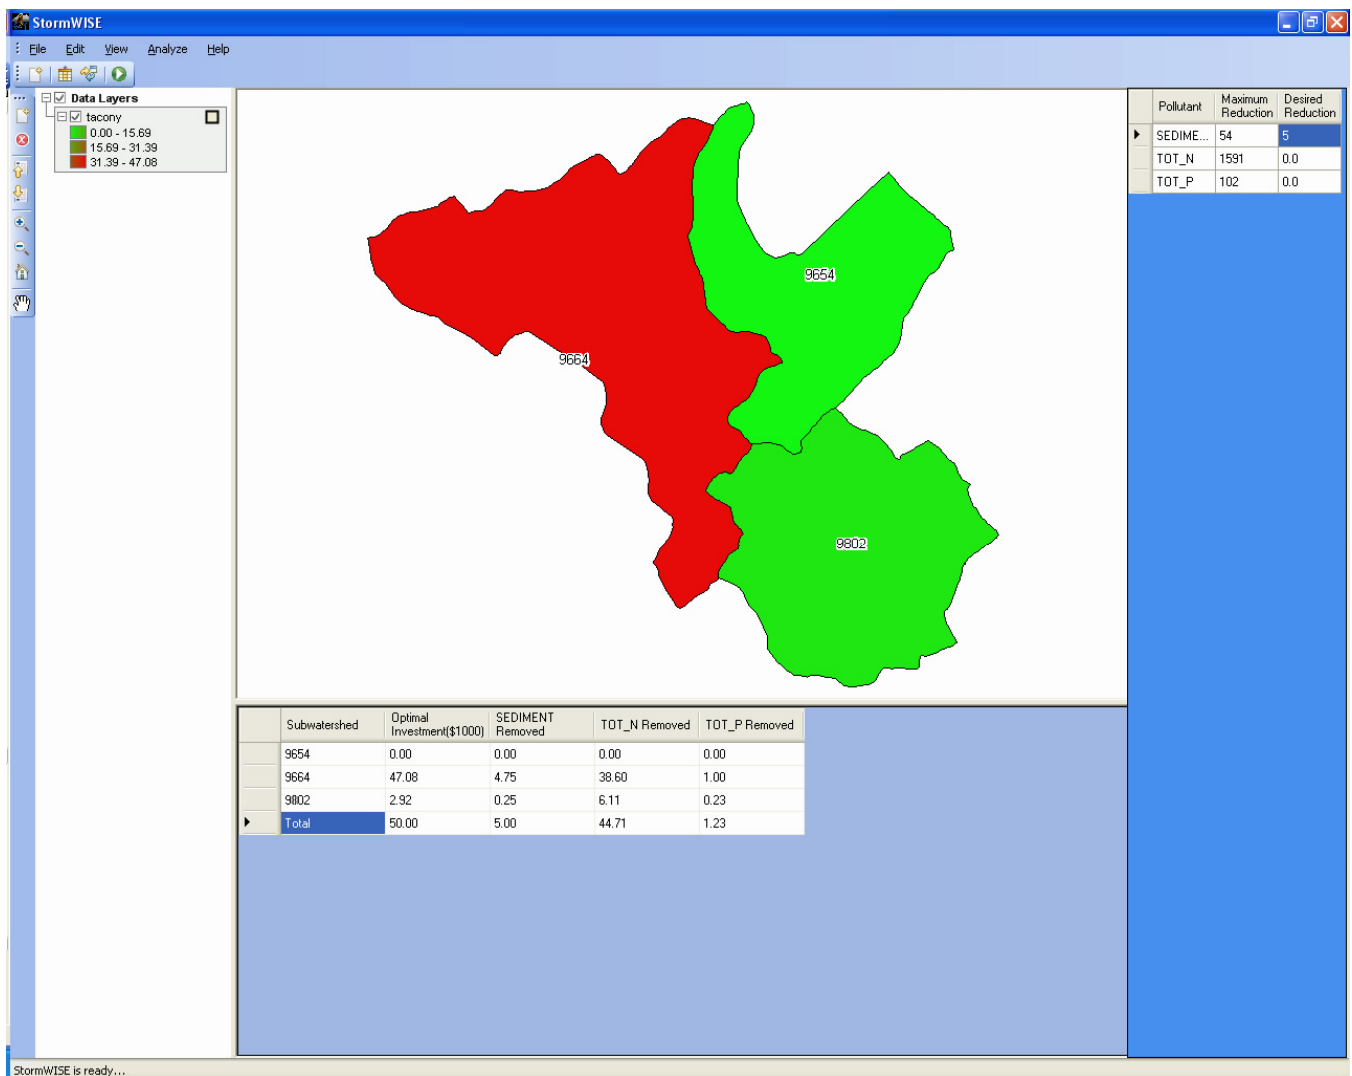 StormWISE
File Edit View Analyze Help
Data Layers
tacony
0.00 - 15.69
15.69 - 31.39
31.39 - 47.08
9654
9664
9802
Pollutant Maximum Reduction Desired Reduction
SEDIME... 54 5
TOT_N 1591 0.0
TOT_P 102 0.0
Subwatershed Optimal Investment($1000) SEDIMENT Removed TOT_N Removed TOT_P Removed
9654 0.00 0.00 0.00 0.00
9664 47.08 4.75 38.60 1.00
9802 2.92 0.25 6.11 0.23
Total 50.00 5.00 44.71 1.23
StormWISE is ready...